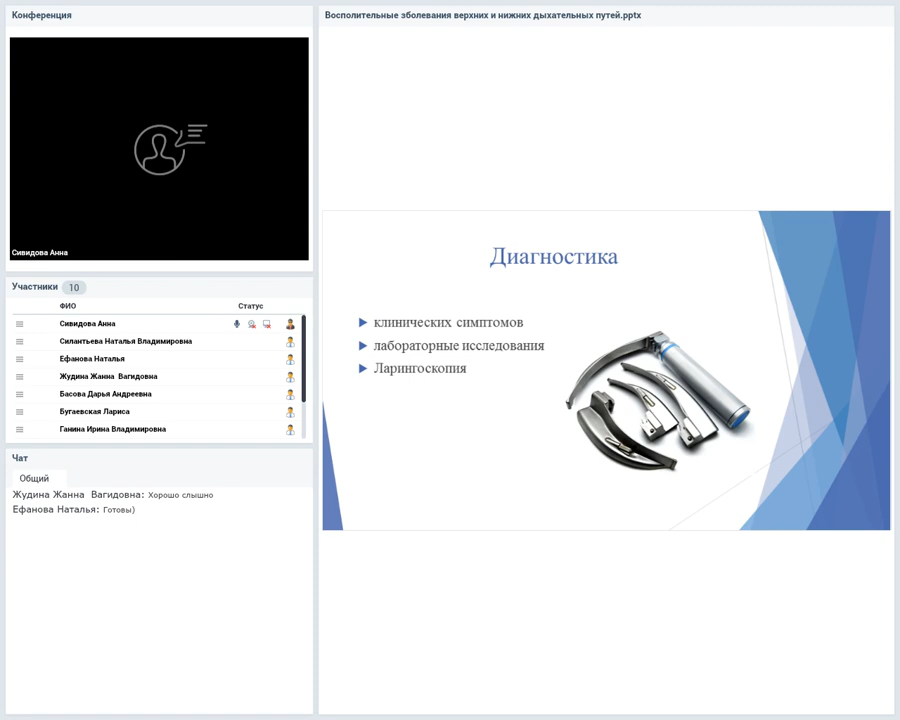 Конференция
Сивидова Анна
Участники 10
ФИО Статус
Сивидова Анна
Силантьева Наталья Владимировна
Ефанова Наталья
Жудина Жанна Вагидовна
Басова Дарья Андреевна
Бугаевская Лариса
Ганина Ирина Владимировна
Чат
Общий
Жудина Жанна Вагидовна: Хорошо слышно
Ефанова Наталья: Готовы)
Восполительные зболевания верхних и нижних дыхательных путей.pptx
Диагностика
клинических симптомов
лабораторные исследования
Ларингоскопия